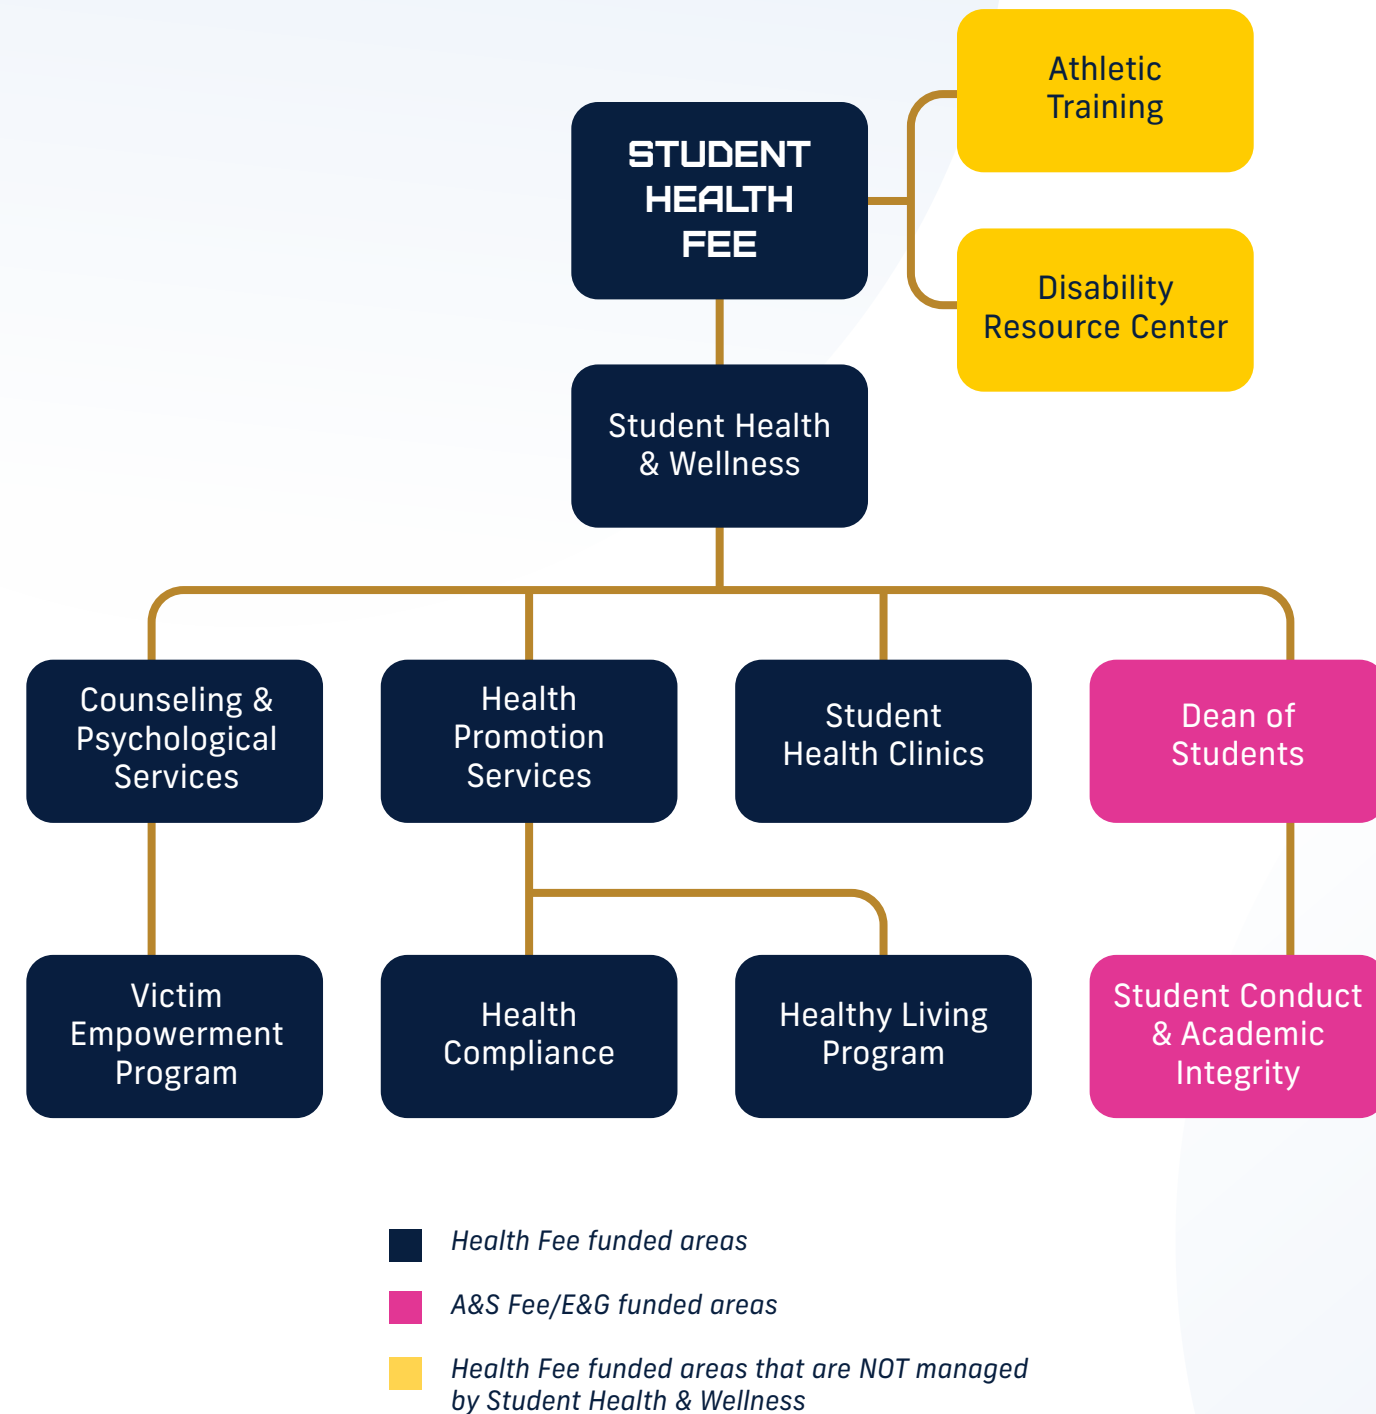 Athletic
Training
STUDENT
HEALTH
FEE
Disability
Resource Center
Student Health
& Wellness
Counseling &
Psychological
Services
Health
Promotion
Services
Student
Health Clinics
Dean of
Students
Victim
Empowerment
Program
Health
Compliance
Healthy Living
Program
Student Conduct
& Academic
Integrity
Health Fee funded areas
A&S Fee/E&G funded areas
Health Fee funded areas that are NOT managed
by Student Health & Wellness